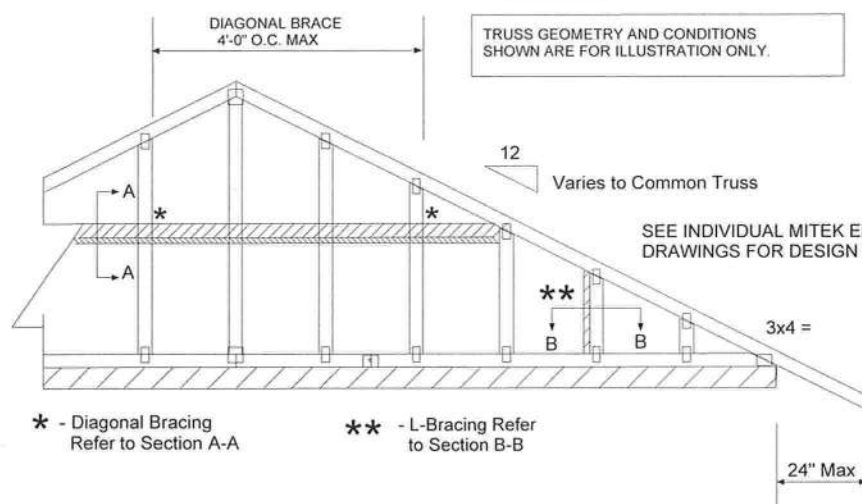 DIAGONAL BRACE
4'-0" O.C. MAX
TRUSS GEOMETRY AND CONDITIONS
SHOWN ARE FOR ILLUSTRATION ONLY.
12
Varies to Common Truss
A
*
*
SEE INDIVIDUAL MITEK
DRAWINGS FOR DESIGN
A
**
B
B
3x4 =
* - Diagonal Bracing
Refer to Section A-A
** - L-Bracing Refer
to Section B-B
24" Max